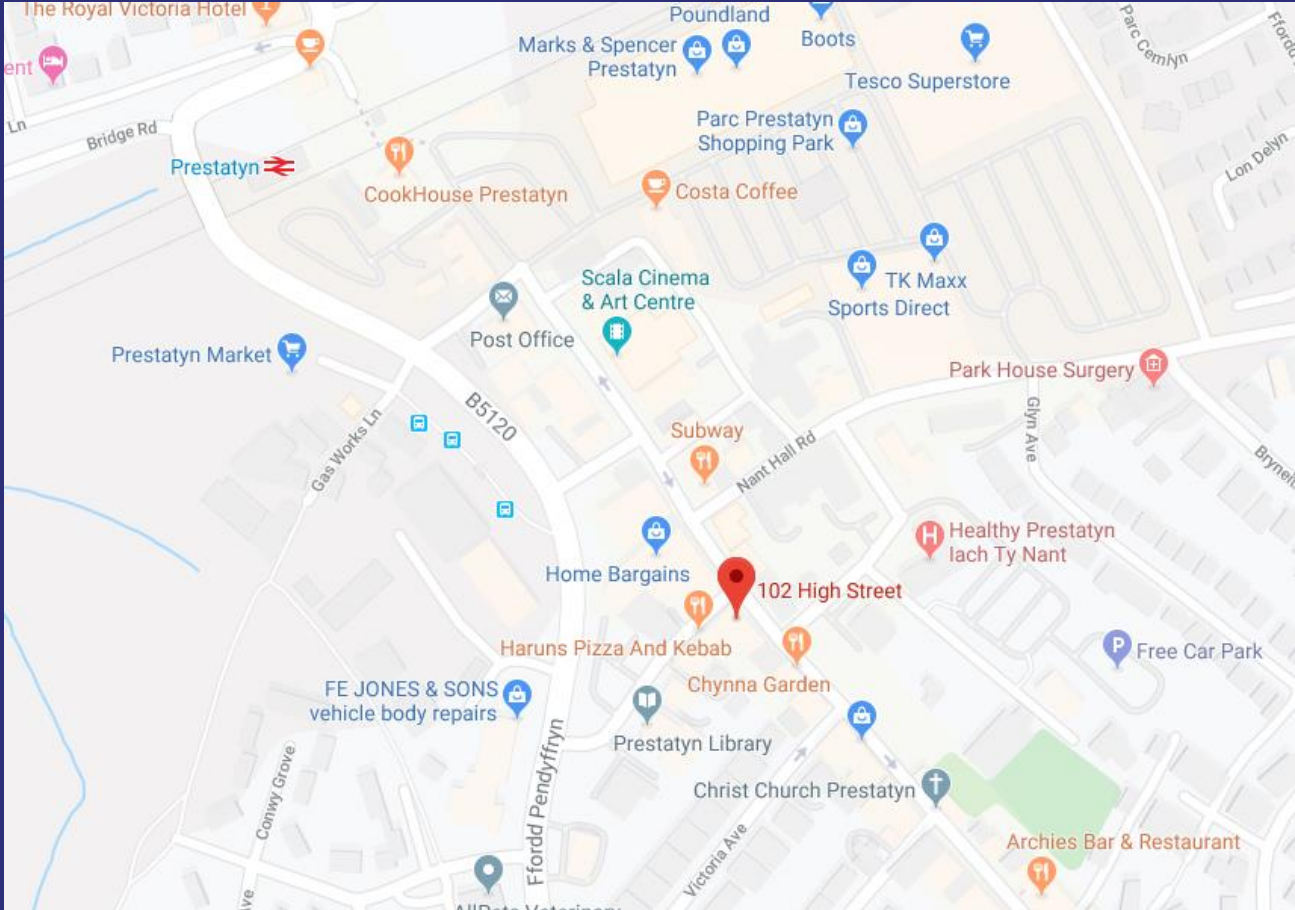 The Royal Victoria Hotel
Poundland
Marks & Spencer
Prestatyn
Boots
Tesco Superstore
Parc Cemlyn
ent
Ln
Bridge Rd
Prestatyn
CookHouse Prestatyn
Parc Prestatyn
Shopping Park
Costa Coffee
Lon Delyn
Scala Cinema
& Art Centre
TK Maxx
Sports Direct
Post Office
Prestatyn Market
Park House Surgery
B5120
Gas Works Ln
Subway
Nant Hall Rd
Glyn Ave
Home Bargains
Healthy Prestatyn
Iach Ty Nant
H
102 High Street
Haruns Pizza And Kebab
Chynna Garden
P
Free Car Park
FE JONES & SONS
vehicle body repairs
Prestatyn Library
Ffordd Pendyffryn
Conwy Grove
Christ Church Prestatyn
Victoria Ave
Archies Bar & Restaurant